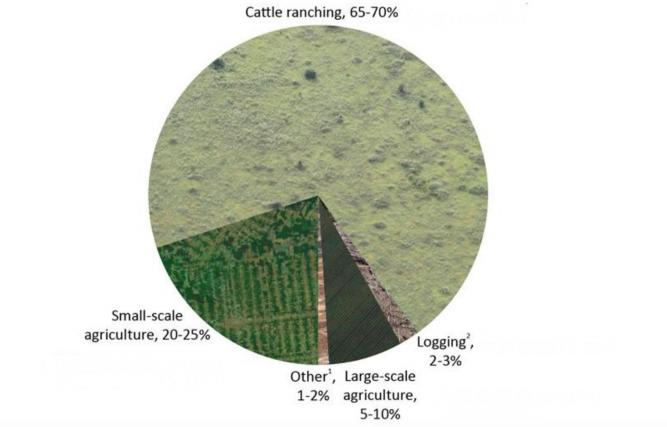 Cattle ranching, 65-70%
Small-scale
agriculture, 20-25%
Other¹,
1-2%
Large-scale
agriculture,
5-10%
Logging²,
2-3%